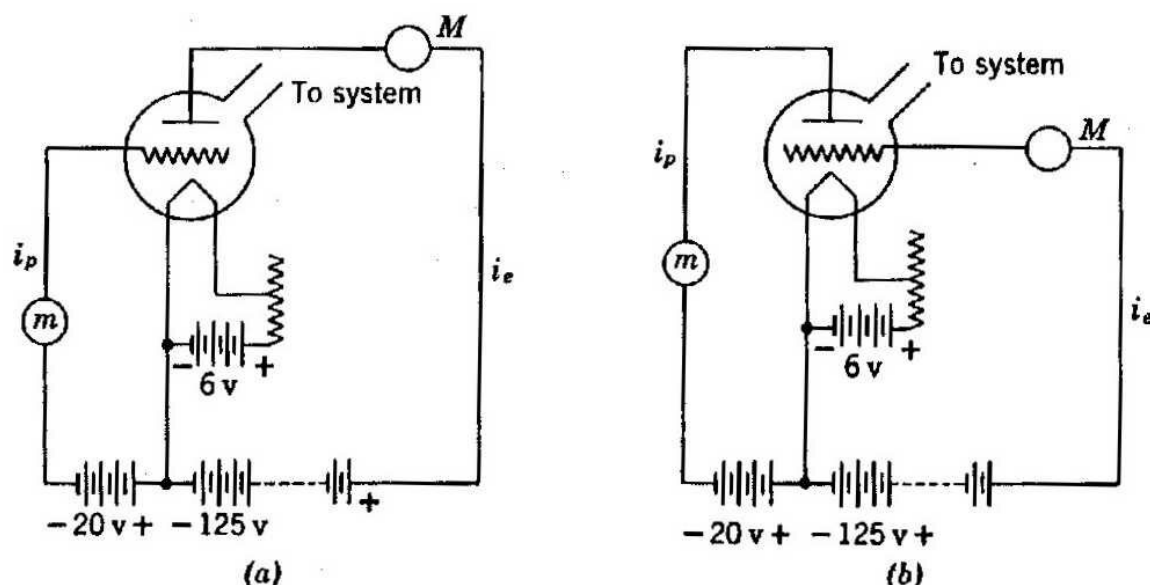 M
To system
i_p
m
i_e
− 6 v +
− 20 v +
− 125 v
+
(a)
M
To system
i_p
m
i_e
− 6 v +
− 20 v +
− 125 v +
(b)